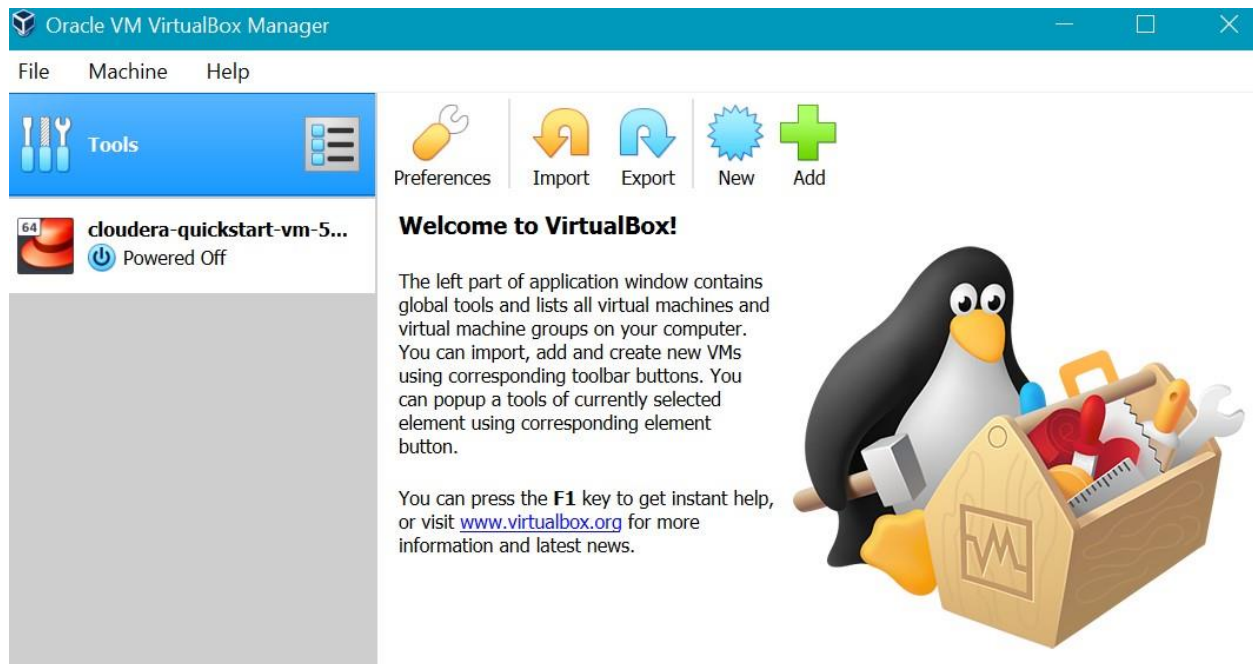 Oracle VM VirtualBox Manager
File Machine Help
Tools
64
cloudera-quickstart-vm-5...
Powered Off
Preferences Import Export New Add
Welcome to VirtualBox!
The left part of application window contains
global tools and lists all virtual machines and
virtual machine groups on your computer.
You can import, add and create new VMs
using corresponding toolbar buttons. You
can popup a tools of currently selected
element using corresponding element
button.
You can press the F1 key to get instant help,
or visit www.virtualbox.org for more
information and latest news.